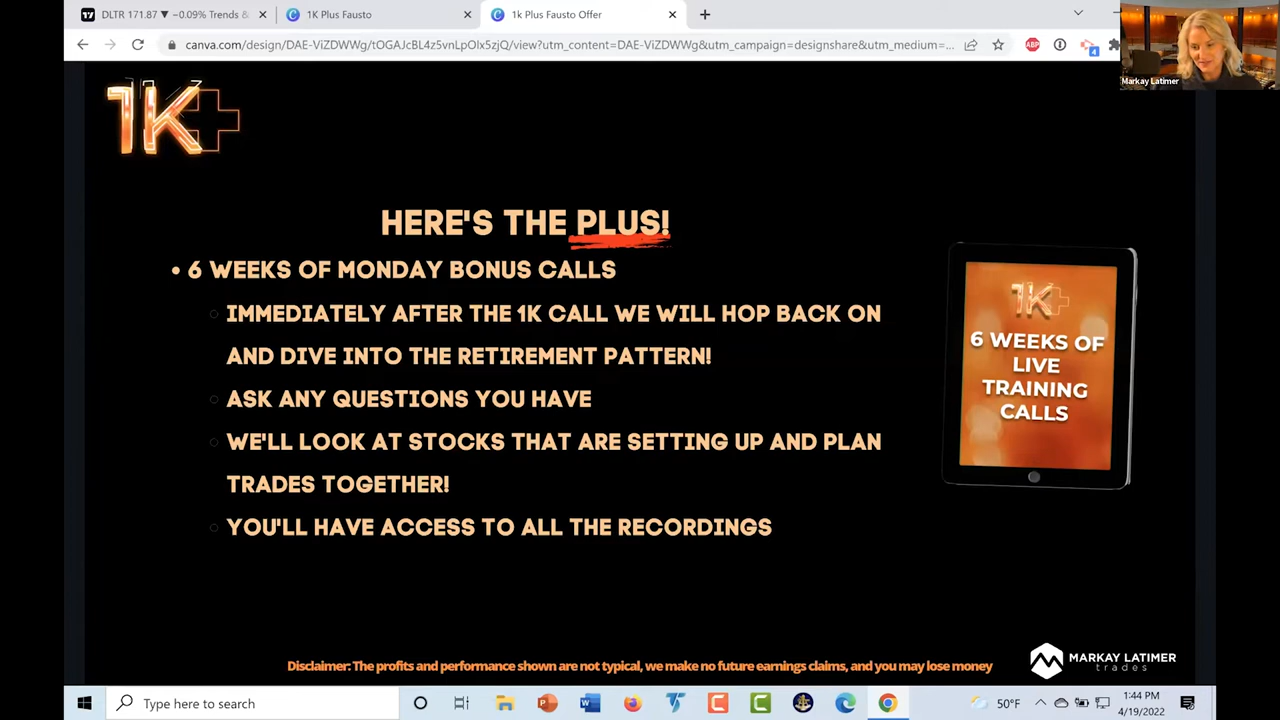 DLTR 171.87 ▼ −0.09% Trends &
1K Plus Fausto
1k Plus Fausto Offer
canva.com/design/DAE-ViZDWWg/tOGAJcBL4z5vnLpOlx5zjQ/view?utm_content=DAE-ViZDWWg&utm_campaign=designshare&utm_medium=...
ABP
4
Markay Latimer
1K+
HERE'S THE PLUS!
• 6 WEEKS OF MONDAY BONUS CALLS
IMMEDIATELY AFTER THE 1K CALL WE WILL HOP BACK ON
AND DIVE INTO THE RETIREMENT PATTERN!
ASK ANY QUESTIONS YOU HAVE
WE'LL LOOK AT STOCKS THAT ARE SETTING UP AND PLAN
TRADES TOGETHER!
YOU'LL HAVE ACCESS TO ALL THE RECORDINGS
1K+
6 WEEKS OF
LIVE
TRAINING
CALLS
Disclaimer: The profits and performance shown are not typical, we make no future earnings claims, and you may lose money
MARKAY LATIMER
trades
Type here to search
50°F
1:44 PM
4/19/2022